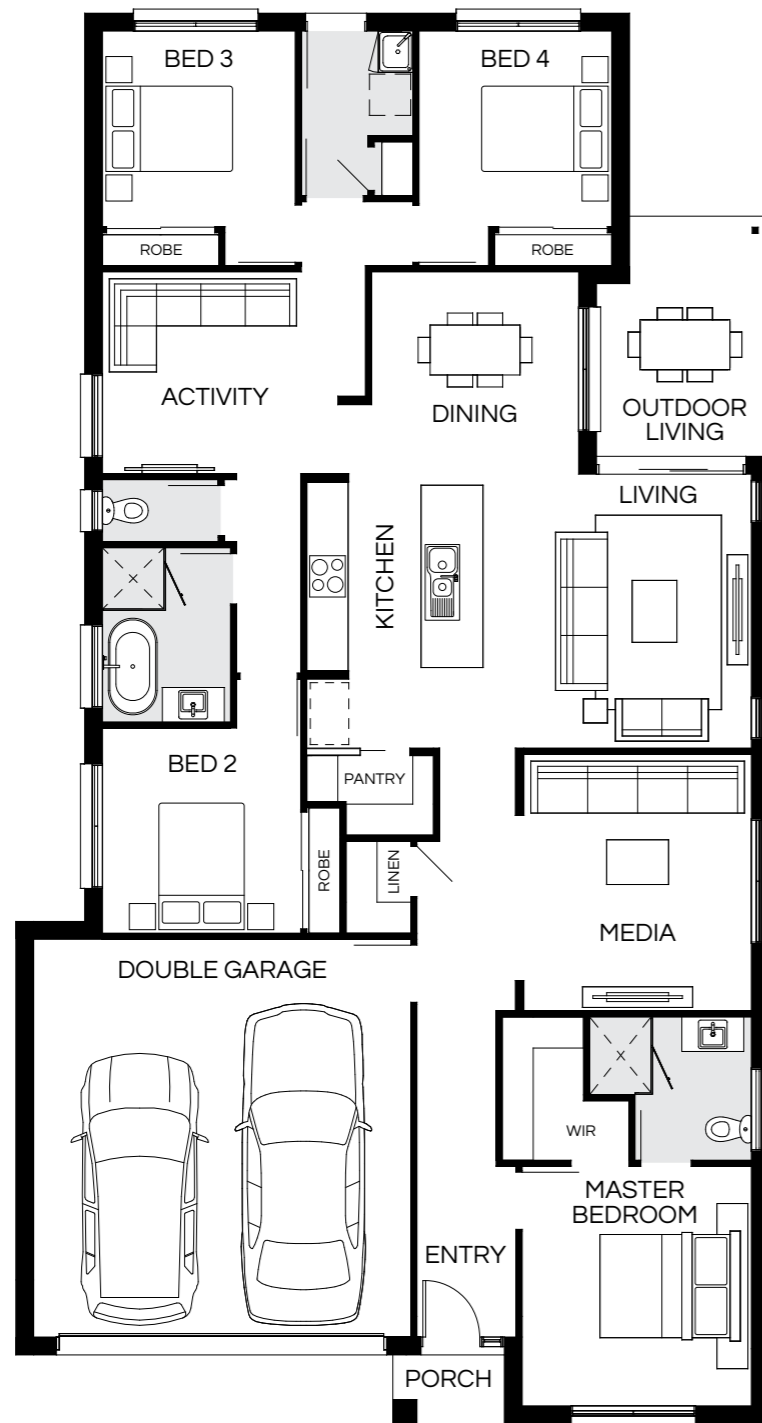 BED 3
BED 4
ROBE
ROBE
ACTIVITY
DINING
OUTDOOR
LIVING
LIVING
KITCHEN
BED 2
PANTRY
ROBE
LINEN
MEDIA
DOUBLE GARAGE
WIR
MASTER
BEDROOM
ENTRY
PORCH